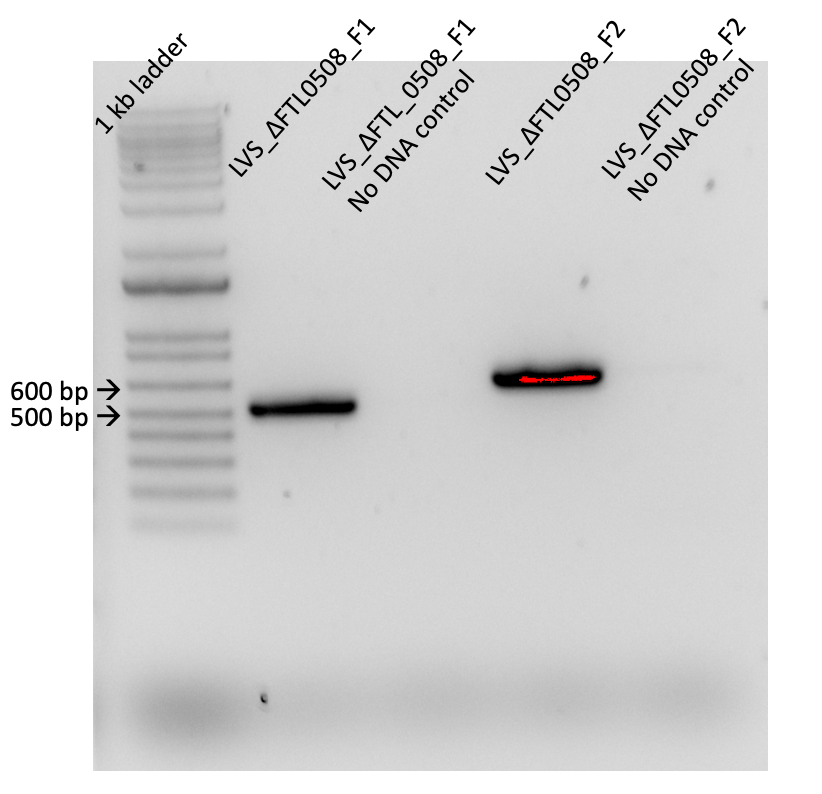 1 kb ladder
LVS_ΔFTL0508_F1
LVS_ΔFTL_0508_F1
No DNA control
LVS_ΔFTL0508_F2
LVS_ΔFTL0508_F2
No DNA control
600 bp →
500 bp →